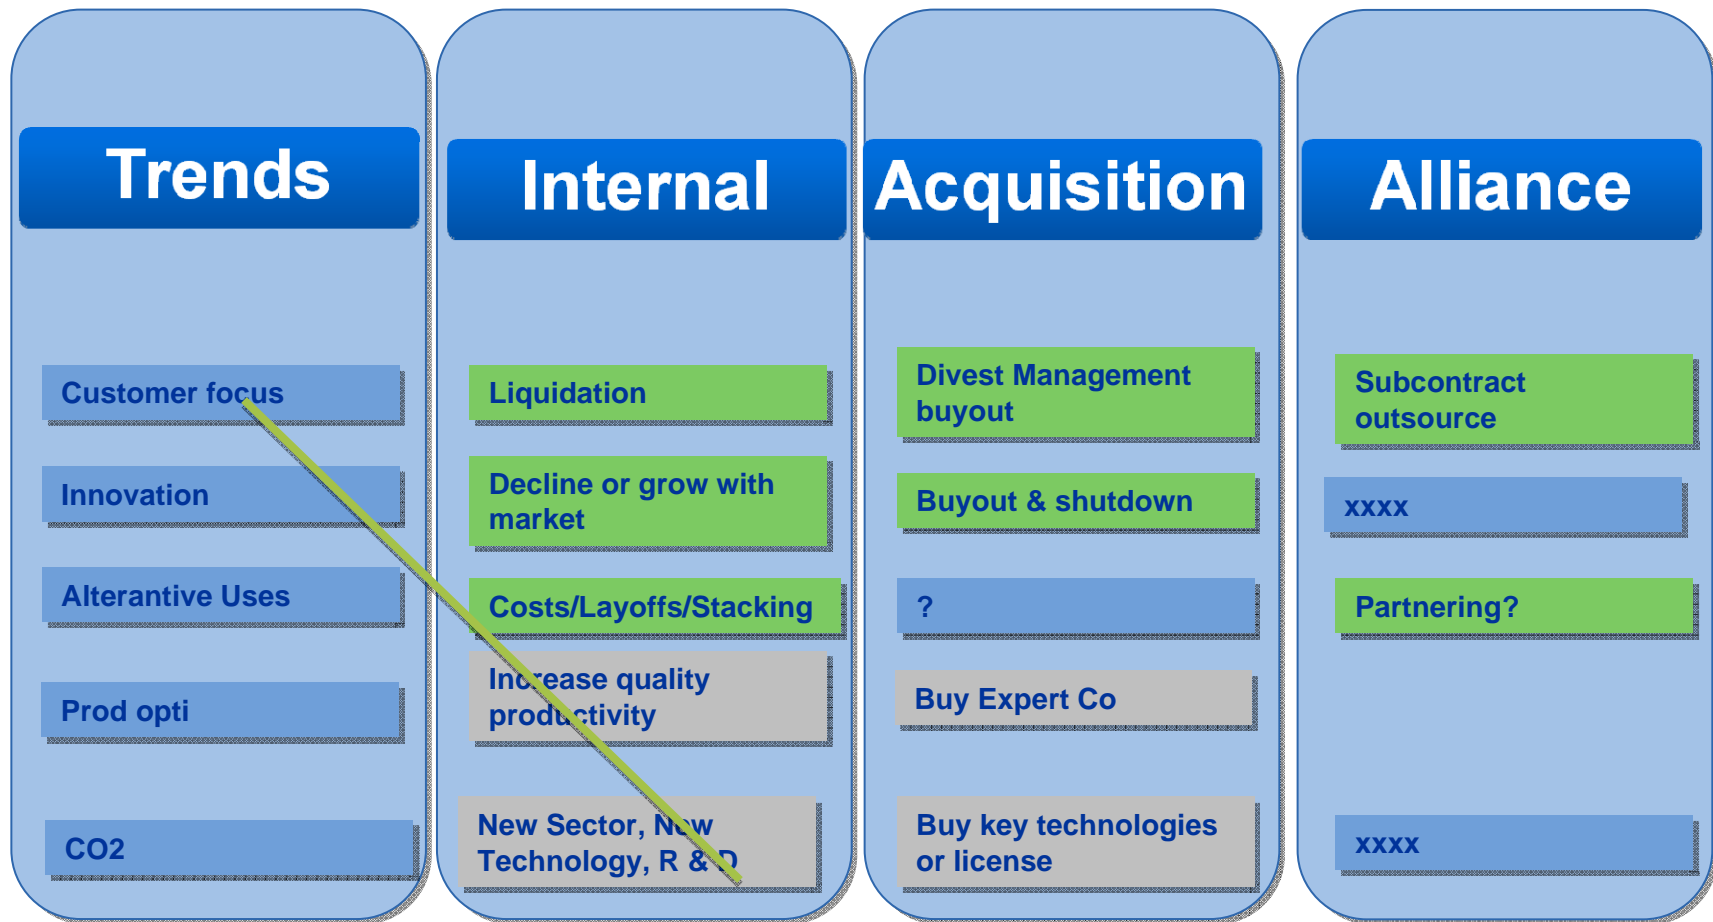 Trends
Internal
Acquisition
Alliance
Customer focus
Innovation
Alterantive Uses
Prod opti
CO2
Liquidation
Decline or grow with
market
Costs/Layoffs/Stacking
Increase quality
productivity
New Sector, New
Technology, R & D
Divest Management
buyout
Buyout & shutdown
?
Buy Expert Co
Buy key technologies
or license
Subcontract
outsource
xxxx
Partnering?
xxxx